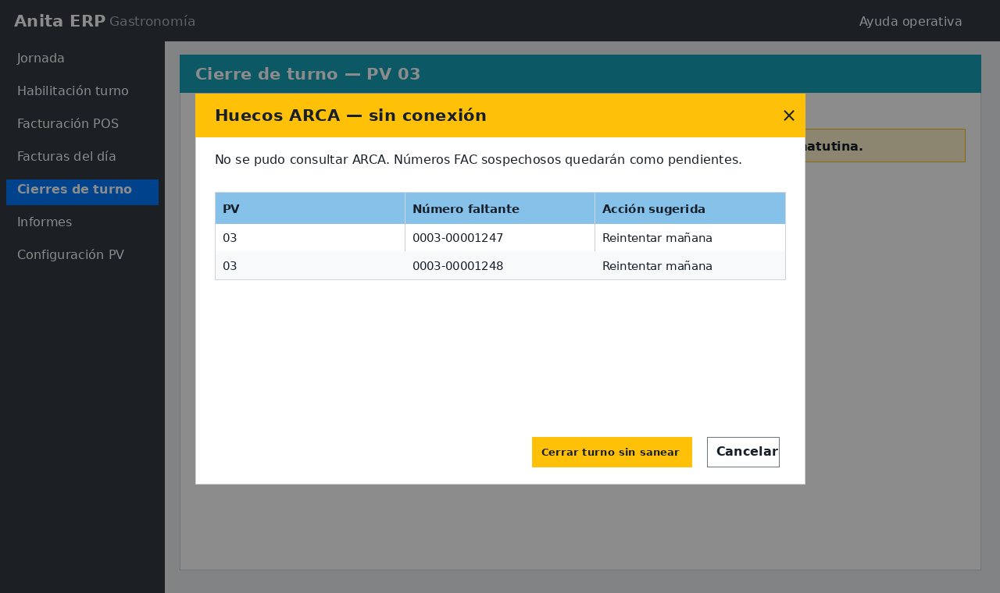 Anita ERP Gastronomía
Ayuda operativa
Jornada
Habilitación turno
Facturación POS
Facturas del día
Cierres de turno
Informes
Configuración PV
Cierre de turno — PV 03
Huecos ARCA — sin conexión ×
No se pudo consultar ARCA. Números FAC sospechosos quedarán como pendientes.
PV Número faltante Acción sugerida
03 0003-00001247 Reintentar mañana
03 0003-00001248 Reintentar mañana
Cerrar turno sin sanear Cancelar